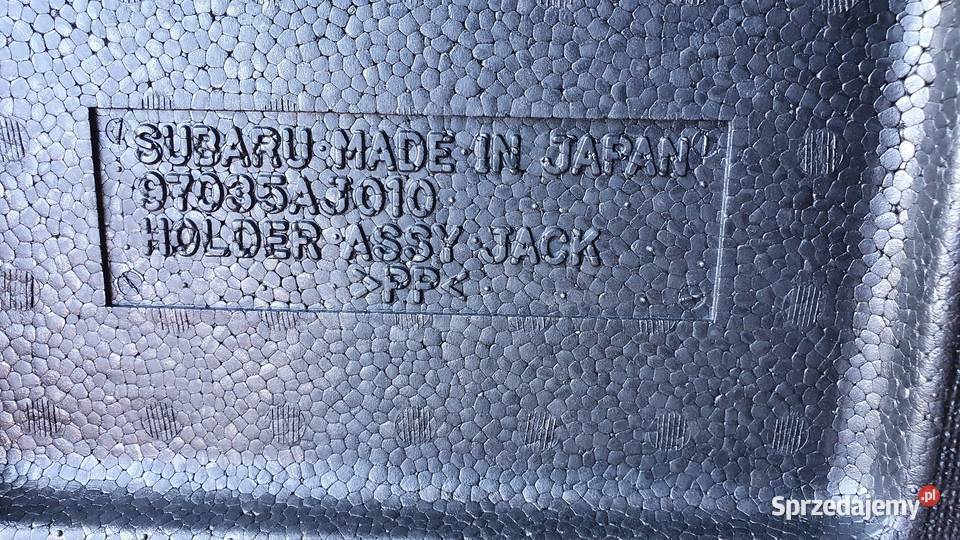 SUBARU·MADE·IN JAPAN
97035AJ010
HOLDER·ASSY·JACK
>PP<
Sprzedajemy.pl